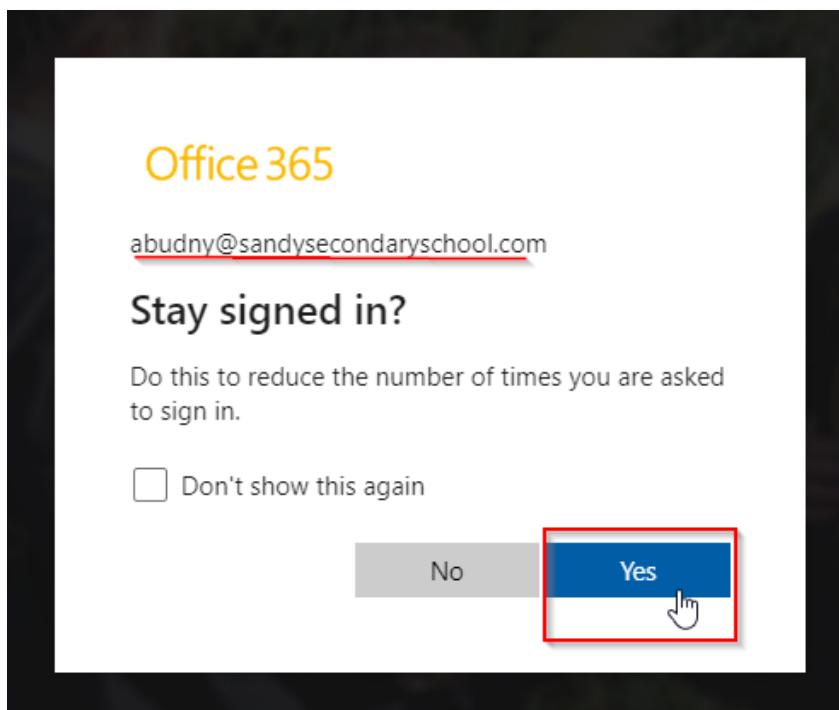 Office 365
abudny@sandysecondaryschool.com
Stay signed in?
Do this to reduce the number of times you are asked
to sign in.
Don't show this again
No Yes